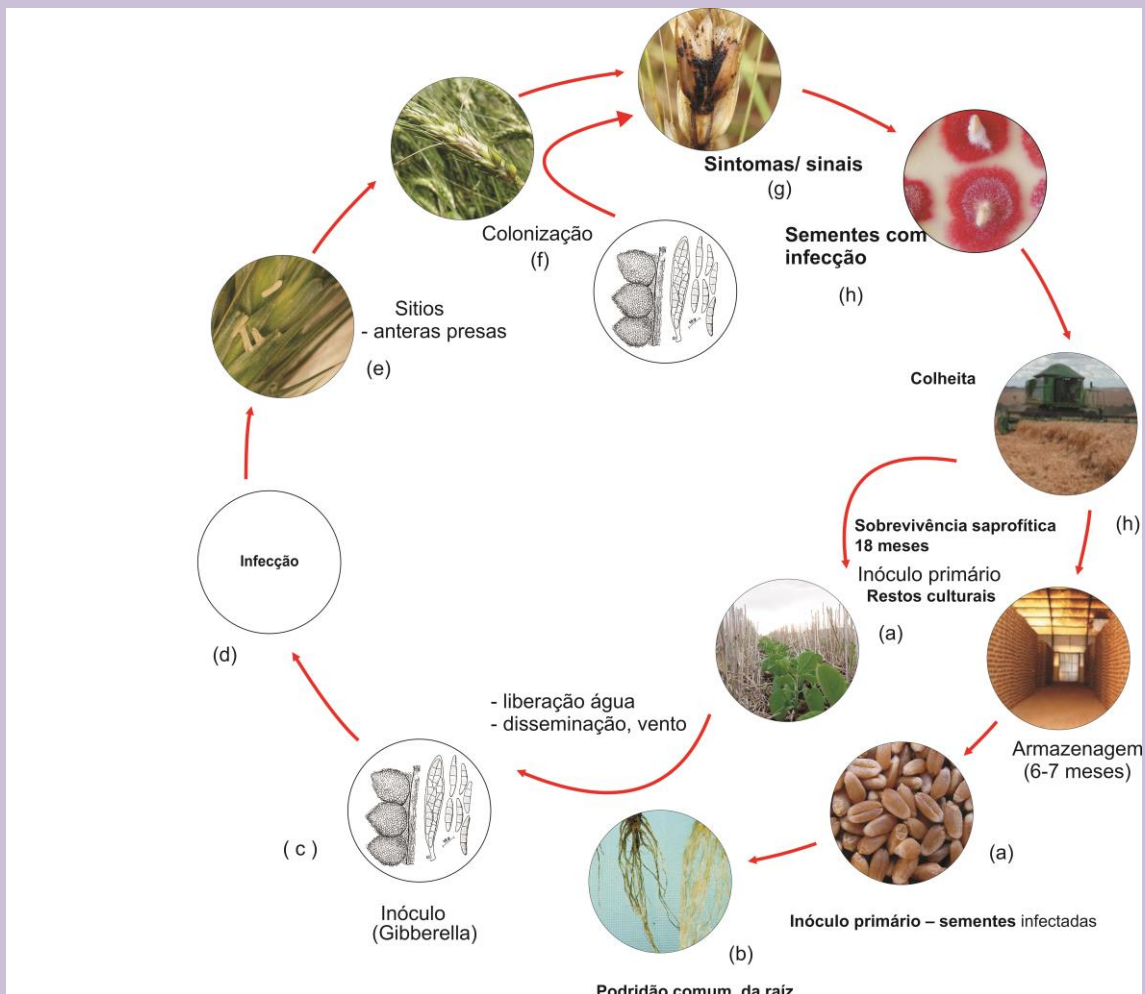 Sintomas/ sinais
(g)
Colonização
(f)
Sementes com
infecção
(h)
Sitios
- anteras presas
(e)
Colheita
(h)
Sobrevivência saprofítica
18 meses
Inóculo primário
Restos culturais
(a)
Infecção
(d)
- liberação água
- disseminação, vento
Armazenagem
(6-7 meses)
( c )
(a)
Inóculo
(Gibberella)
Inóculo primário – sementes infectadas
(b)
Podridão comum da raíz